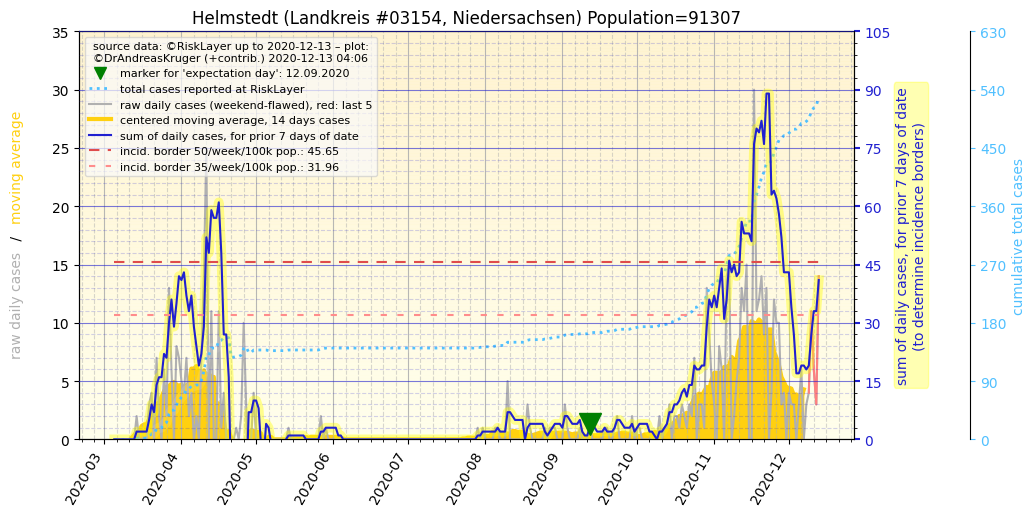 Helmstedt (Landkreis #03154, Niedersachsen) Population=91307
source data: ©RiskLayer up to 2020-12-13 – plot:
©DrAndreasKruger (+contrib.) 2020-12-13 04:06
marker for 'expectation day': 12.09.2020
total cases reported at RiskLayer
raw daily cases (weekend-flawed), red: last 5
centered moving average, 14 days cases
sum of daily cases, for prior 7 days of date
incid. border 50/week/100k pop.: 45.65
incid. border 35/week/100k pop.: 31.96
raw daily cases / moving average
35
30
25
20
15
10
5
0
2020-03
2020-04
2020-05
2020-06
2020-07
2020-08
2020-09
2020-10
2020-11
2020-12
105
90
75
60
45
30
15
0
sum of daily cases, for prior 7 days of date
(to determine incidence borders)
630
540
450
360
270
180
90
0
cumulative total cases